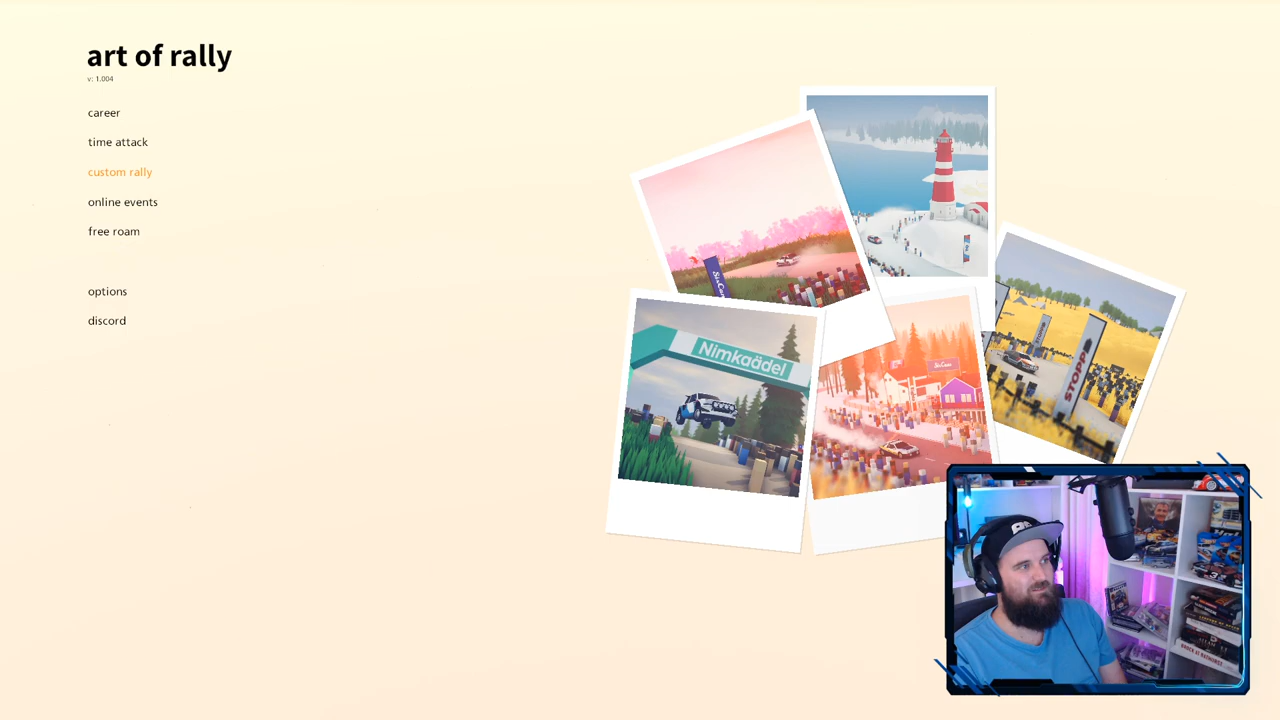 art of rally
v: 1.004
career
time attack
custom rally
online events
free roam
options
discord
Nimkaädel
STOPP